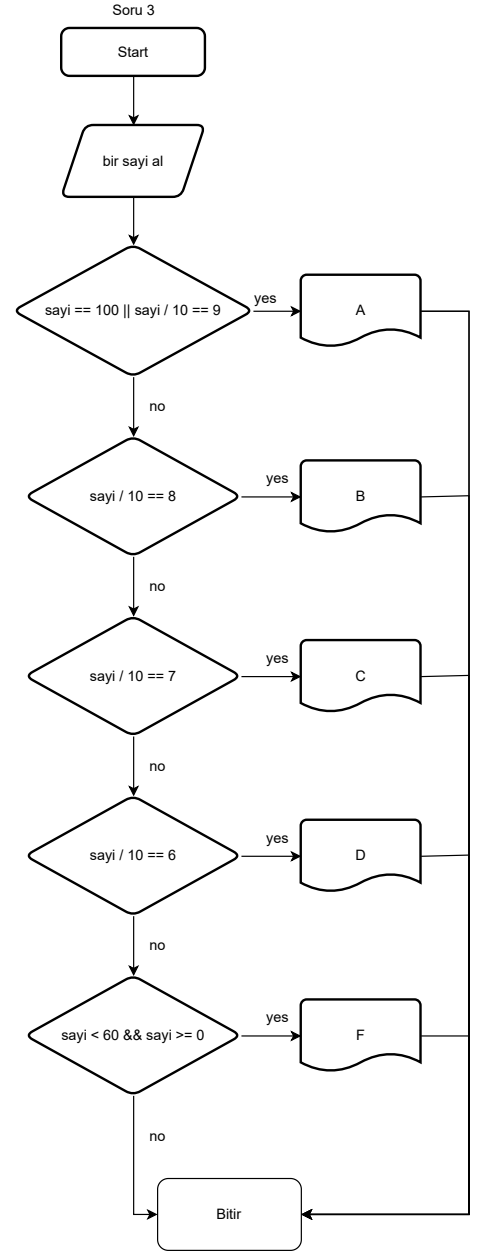 Soru 3
Start
bir sayi al
sayi == 100 || sayi / 10 == 9
yes
A
no
sayi / 10 == 8
yes
B
no
sayi / 10 == 7
yes
C
no
sayi / 10 == 6
yes
D
no
sayi < 60 && sayi >= 0
yes
F
no
Bitir